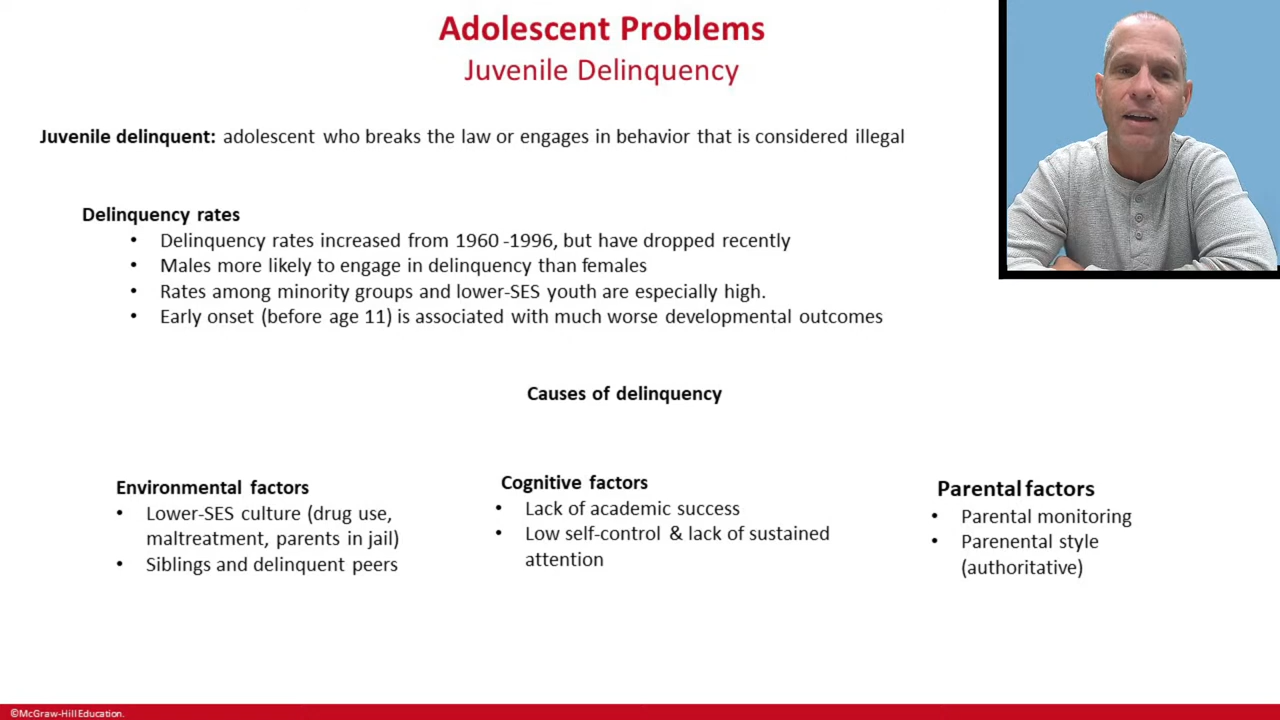 Adolescent Problems
Juvenile Delinquency
Juvenile delinquent: adolescent who breaks the law or engages in behavior that is considered illegal
Delinquency rates
• Delinquency rates increased from 1960 -1996, but have dropped recently
• Males more likely to engage in delinquency than females
• Rates among minority groups and lower-SES youth are especially high.
• Early onset (before age 11) is associated with much worse developmental outcomes
Causes of delinquency
Environmental factors
• Lower-SES culture (drug use,
maltreatment, parents in jail)
• Siblings and delinquent peers
Cognitive factors
• Lack of academic success
• Low self-control & lack of sustained
attention
Parental factors
• Parental monitoring
• Parenental style
(authoritative)
©McGraw-Hill Education.